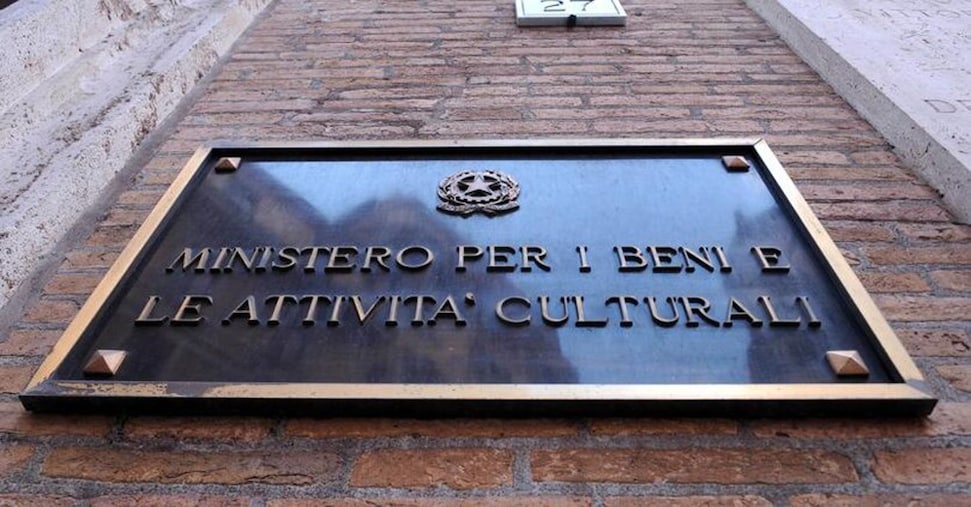 27
MINISTERO PER I BENI E
LE ATTIVITA‘ CULTURALI